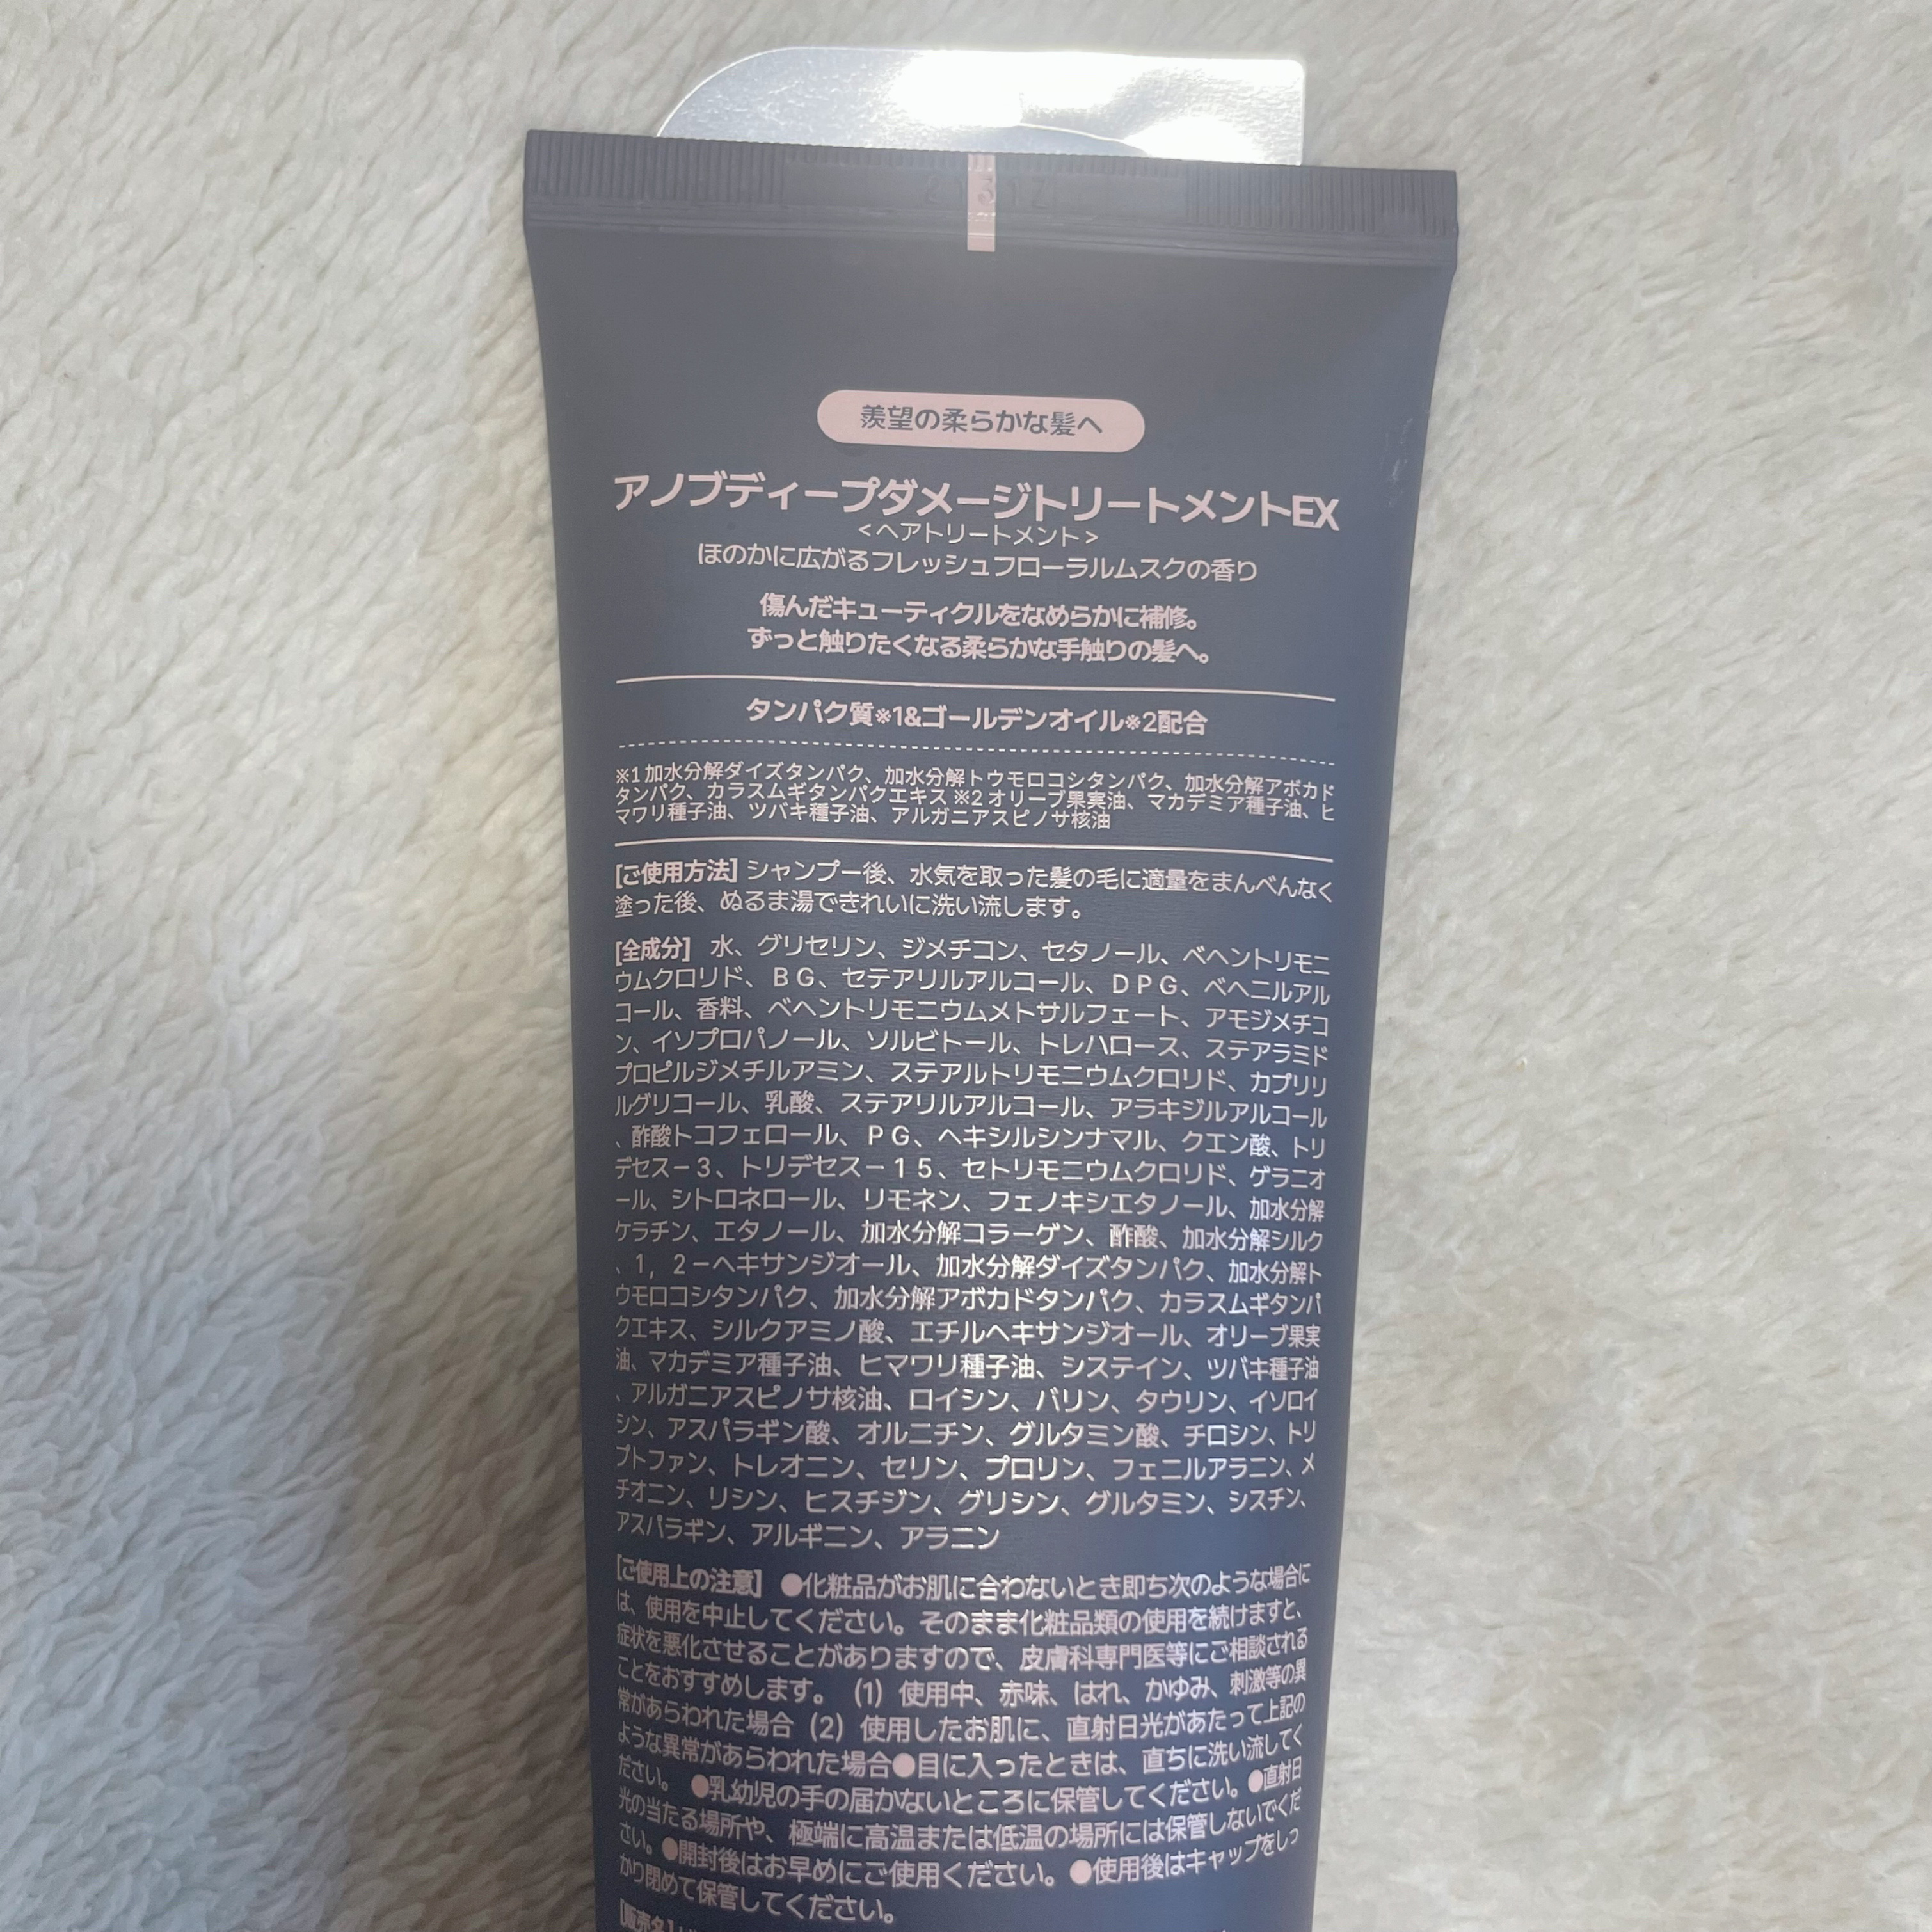 羨望の柔らかな髪へ
アノブディープダメージトリートメントEX
<ヘアトリートメント>
ほのかに広がるフレッシュフローラルムスクの香り
傷んだキューティクルをなめらかに補修。
ずっと触りたくなる柔らかな手触りの髪へ。
タンパク質※1&ゴールデンオイル※2配合
※1 加水分解ダイズタンパク、加水分解トウモロコシタンパク、加水分解アボカド
タンパク、カラスムギタンパクエキス ※2 オリーブ果実油、マカデミア種子油、ヒ
マワリ種子油、ツバキ種子油、アルガニアスピノサ核油
[ご使用方法] シャンプー後、水気を取った髪の毛に適量をまんべんなく
塗った後、ぬるま湯できれいに洗い流します。
[全成分] 水、グリセリン、ジメチコン、セタノール、ベヘントリモニ
ウムクロリド、BG、セテアリルアルコール、DPG、ベヘニルアル
コール、香料、ベヘントリモニウムメトサルフェート、アモジメチコ
ン、イソプロパノール、ソルビトール、トレハロース、ステアラミド
プロピルジメチルアミン、ステアルトリモニウムクロリド、カプリリ
ルグリコール、乳酸、ステアリルアルコール、アラキジルアルコール
、酢酸トコフェロール、PG、ヘキシルシンナマル、クエン酸、トリ
デセス-3、トリデセス-15、セトリモニウムクロリド、ゲラニオ
ール、シトロネロール、リモネン、フェノキシエタノール、加水分解
ケラチン、エタノール、加水分解コラーゲン、酢酸、加水分解シルク
、1,2-ヘキサンジオール、加水分解ダイズタンパク、加水分解ト
ウモロコシタンパク、加水分解アボカドタンパク、カラスムギタンパ
クエキス、シルクアミノ酸、エチルヘキサンジオール、オリーブ果実
油、マカデミア種子油、ヒマワリ種子油、システイン、ツバキ種子油
、アルガニアスピノサ核油、ロイシン、バリン、タウリン、イソロイ
シン、アスパラギン酸、オルニチン、グルタミン酸、チロシン、トリ
プトファン、トレオニン、セリン、プロリン、フェニルアラニン、メ
チオニン、リシン、ヒスチジン、グリシン、グルタミン、シスチン、
アスパラギン、アルギニン、アラニン
[ご使用上の注意] ●化粧品がお肌に合わないとき即ち次のような場合に
は、使用を中止してください。そのまま化粧品類の使用を続けますと、
症状を悪化させることがありますので、皮膚科専門医等にご相談される
ことをおすすめします。 (1) 使用中、赤味、はれ、かゆみ、刺激等の異
常があらわれた場合 (2) 使用したお肌に、直射日光があたって上記の
ような異常があらわれた場合●目に入ったときは、直ちに洗い流してく
ださい。 ●乳幼児の手の届かないところに保管してください。●直射日
光の当たる場所や、極端に高温または低温の場所には保管しないでくだ
さい。●開封後はお早めにご使用ください。●使用後はキャップをしっ
かり閉めて保管してください。
[販売名]